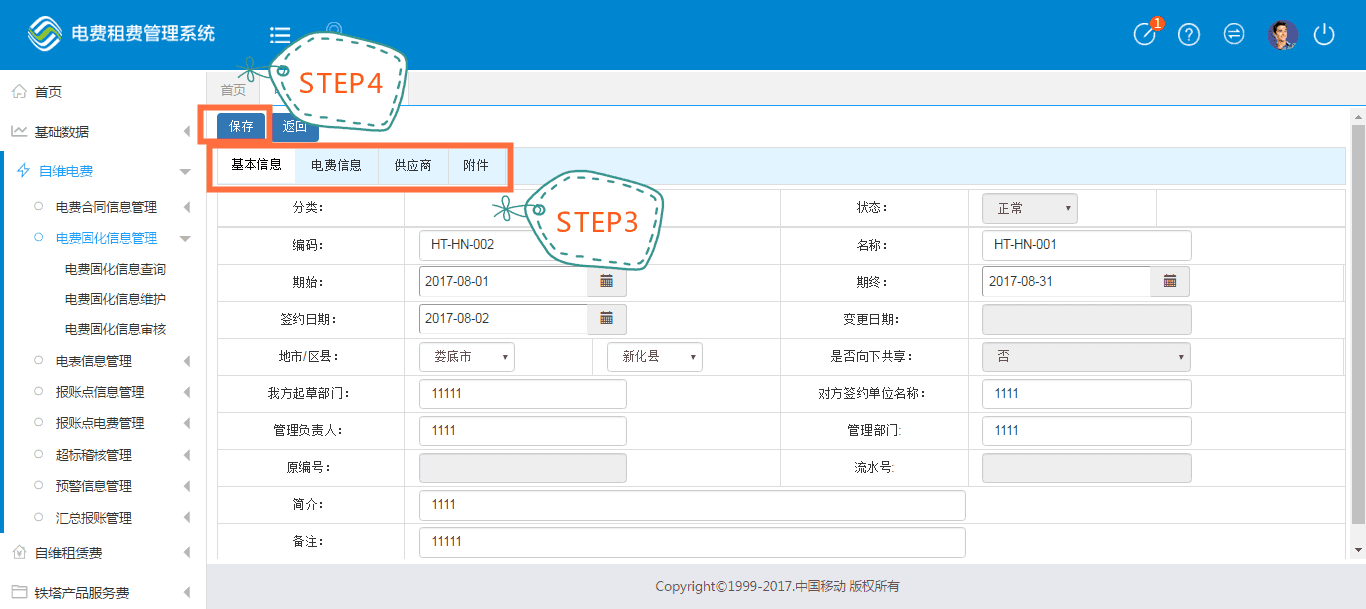 电费租费管理系统
1
首页
基础数据
自维电费
电费合同信息管理
电费固化信息管理
电费固化信息查询
电费固化信息维护
电费固化信息审核
电表信息管理
报账点信息管理
报账点电费管理
超标稽核管理
预警信息管理
汇总报账管理
自维租赁费
铁塔产品服务费
首页
STEP4
保存 返回
基本信息 电费信息 供应商 附件
STEP3
分类: 状态: 正常
编码: HT-HN-002 名称: HT-HN-001
期始: 2017-08-01 期终: 2017-08-31
签约日期: 2017-08-02 变更日期:
地市/区县: 娄底市 新化县 是否向下共享: 否
我方起草部门: 11111 对方签约单位名称: 1111
管理负责人: 1111 管理部门: 1111
原编号: 流水号:
简介: 1111
备注: 11111
Copyright©1999-2017.中国移动 版权所有